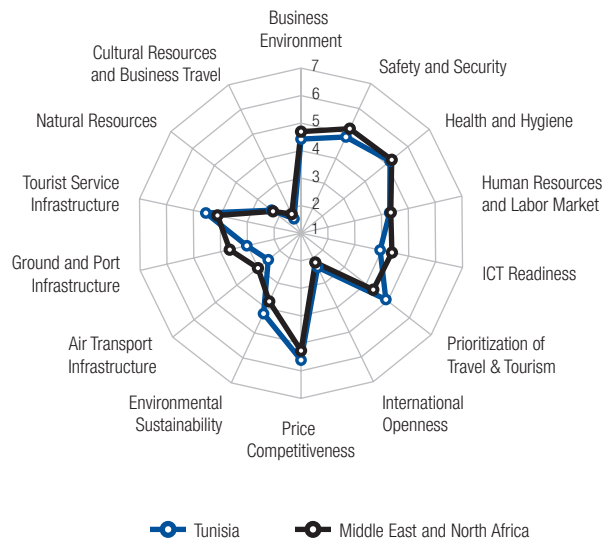 Business
Environment
Safety and Security
Health and Hygiene
Human Resources
and Labor Market
ICT Readiness
Prioritization of
Travel & Tourism
International
Openness
Price
Competitiveness
Environmental
Sustainability
Air Transport
Infrastructure
Ground and Port
Infrastructure
Tourist Service
Infrastructure
Natural Resources
Cultural Resources
and Business Travel
7
6
5
4
3
2
1
Tunisia
Middle East and North Africa